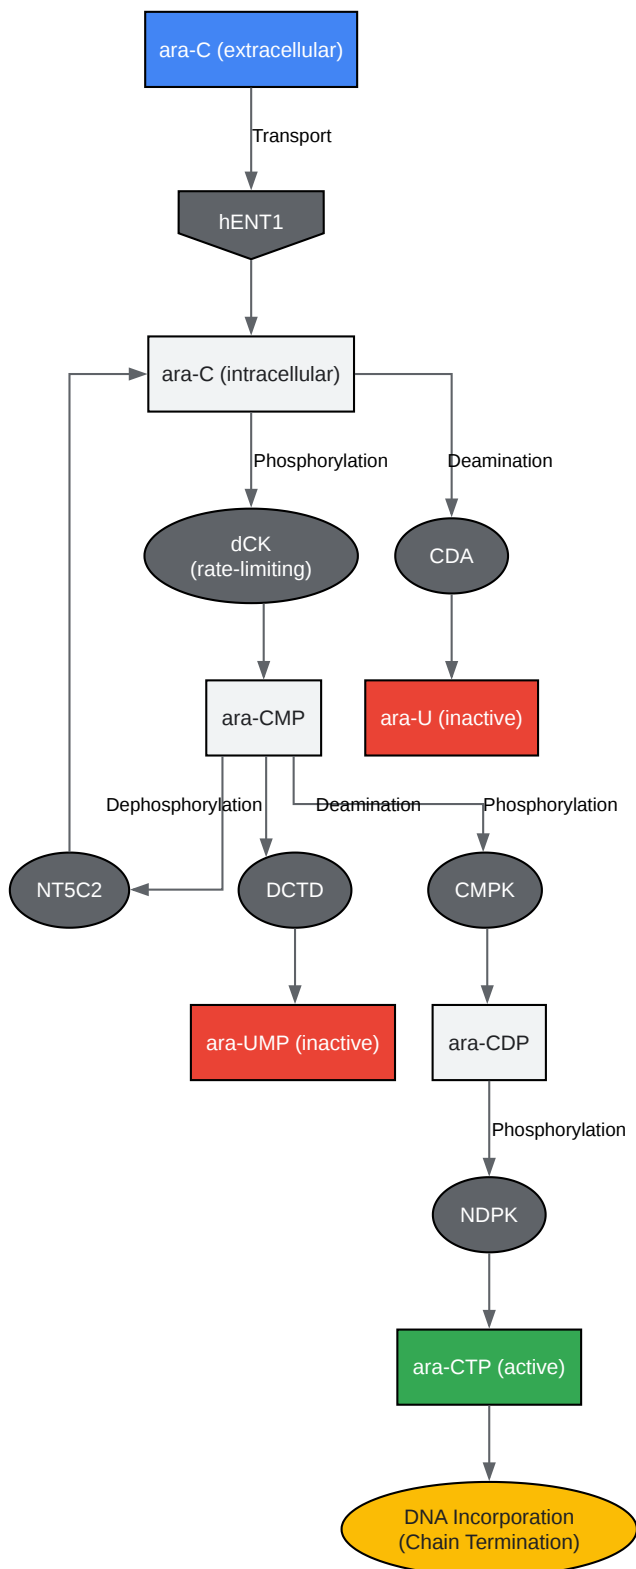 ara-C (extracellular)
Transport
hENT1
ara-C (intracellular)
Phosphorylation
Deamination
dCK
(rate-limiting)
CDA
ara-CMP
ara-U (inactive)
Dephosphorylation
Deamination
Phosphorylation
NT5C2
DCTD
CMPK
ara-UMP (inactive)
ara-CDP
Phosphorylation
NDPK
ara-CTP (active)
DNA Incorporation
(Chain Termination)